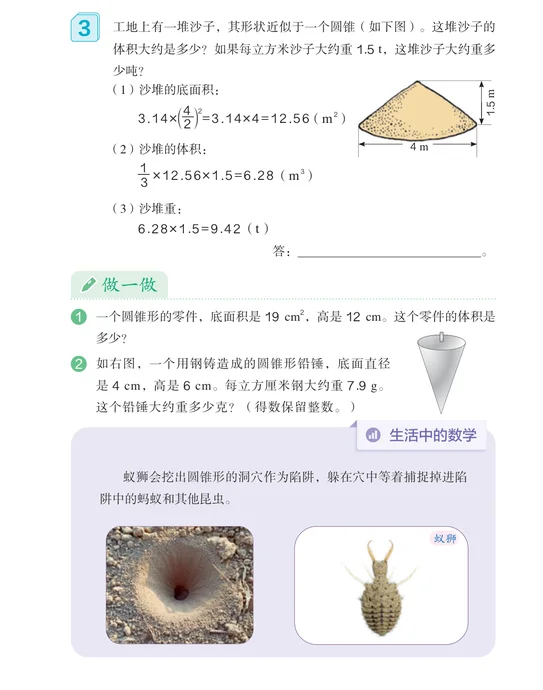 3 工地上有一堆沙子，其形状近似于一个圆锥（如下图）。这堆沙子的
体积大约是多少？如果每立方米沙子大约重 1.5 t，这堆沙子大约重多
少吨？
（1）沙堆的底面积：
3.14×(4/2)²=3.14×4=12.56（m²）
（2）沙堆的体积：
1/3×12.56×1.5=6.28（m³）
（3）沙堆重：
6.28×1.5=9.42（t）
1.5 m
4 m
答：____________________。
做一做
1 一个圆锥形的零件，底面积是 19 cm²，高是 12 cm。这个零件的体积是
多少？
2 如右图，一个用钢铸造成的圆锥形铅锤，底面直径
是 4 cm，高是 6 cm。每立方厘米钢大约重 7.9 g。
这个铅锤大约重多少克？（得数保留整数。）
生活中的数学
蚁狮会挖出圆锥形的洞穴作为陷阱，躲在穴中等着捕捉掉进陷
阱中的蚂蚁和其他昆虫。
蚁狮